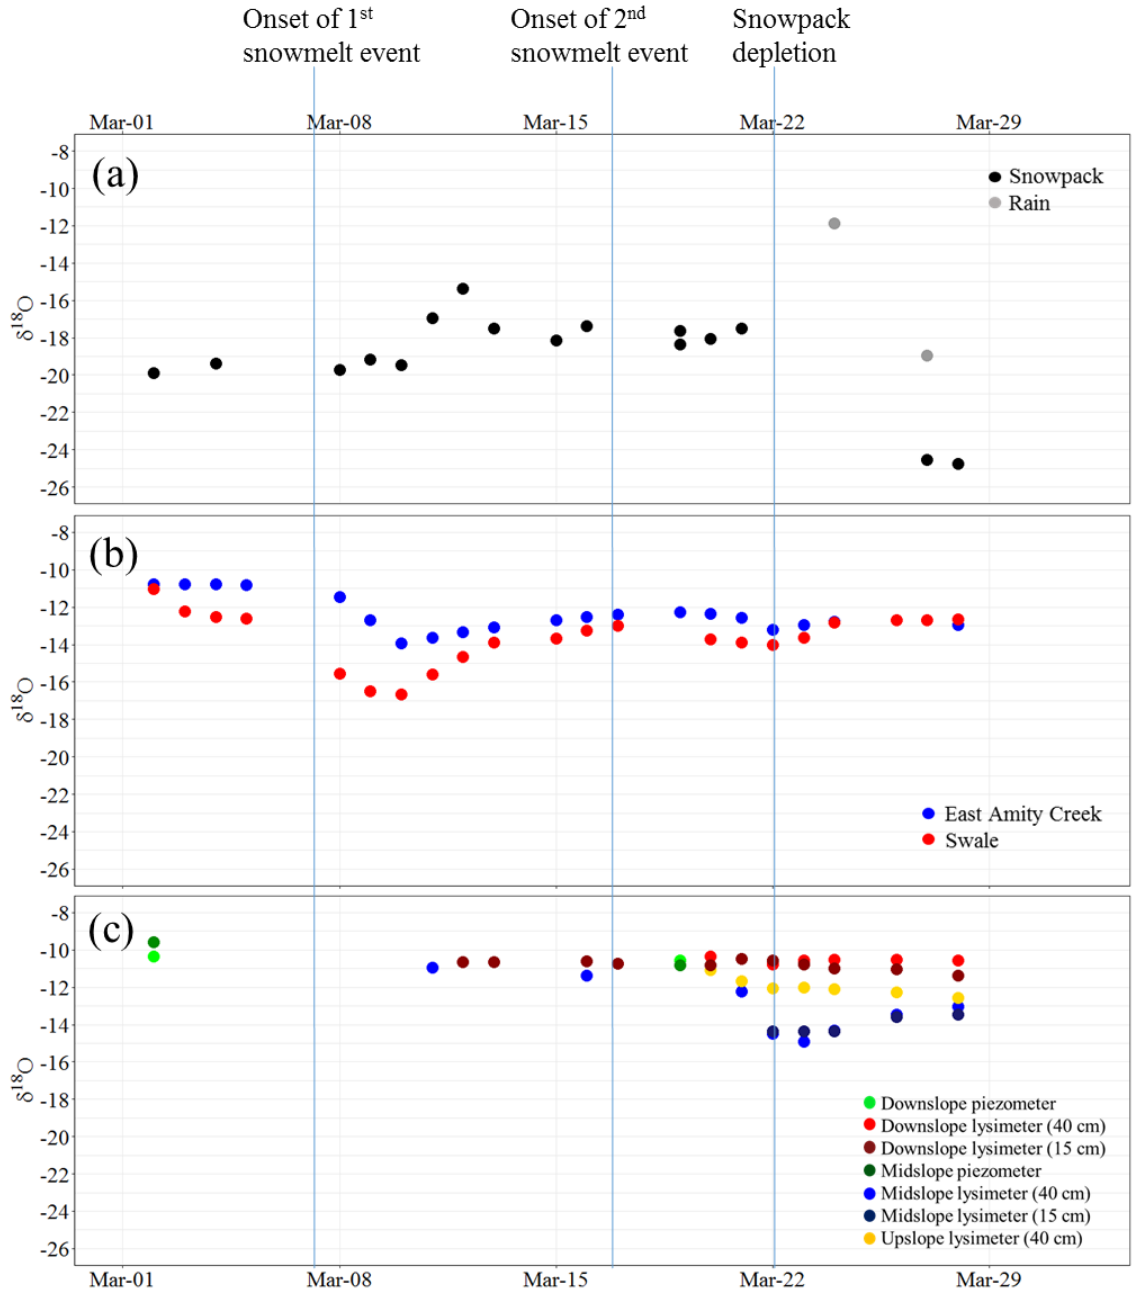 Onset of 1st
snowmelt event
Onset of 2nd
snowmelt event
Snowpack
depletion
Mar-01
Mar-08
Mar-15
Mar-22
Mar-29
(a)
δ18O
-8
-10
-12
-14
-16
-18
-20
-22
-24
-26
Snowpack
Rain
(b)
δ18O
-8
-10
-12
-14
-16
-18
-20
-22
-24
-26
East Amity Creek
Swale
(c)
δ18O
-8
-10
-12
-14
-16
-18
-20
-22
-24
-26
Downslope piezometer
Downslope lysimeter (40 cm)
Downslope lysimeter (15 cm)
Midslope piezometer
Midslope lysimeter (40 cm)
Midslope lysimeter (15 cm)
Upslope lysimeter (40 cm)
Mar-01
Mar-08
Mar-15
Mar-22
Mar-29